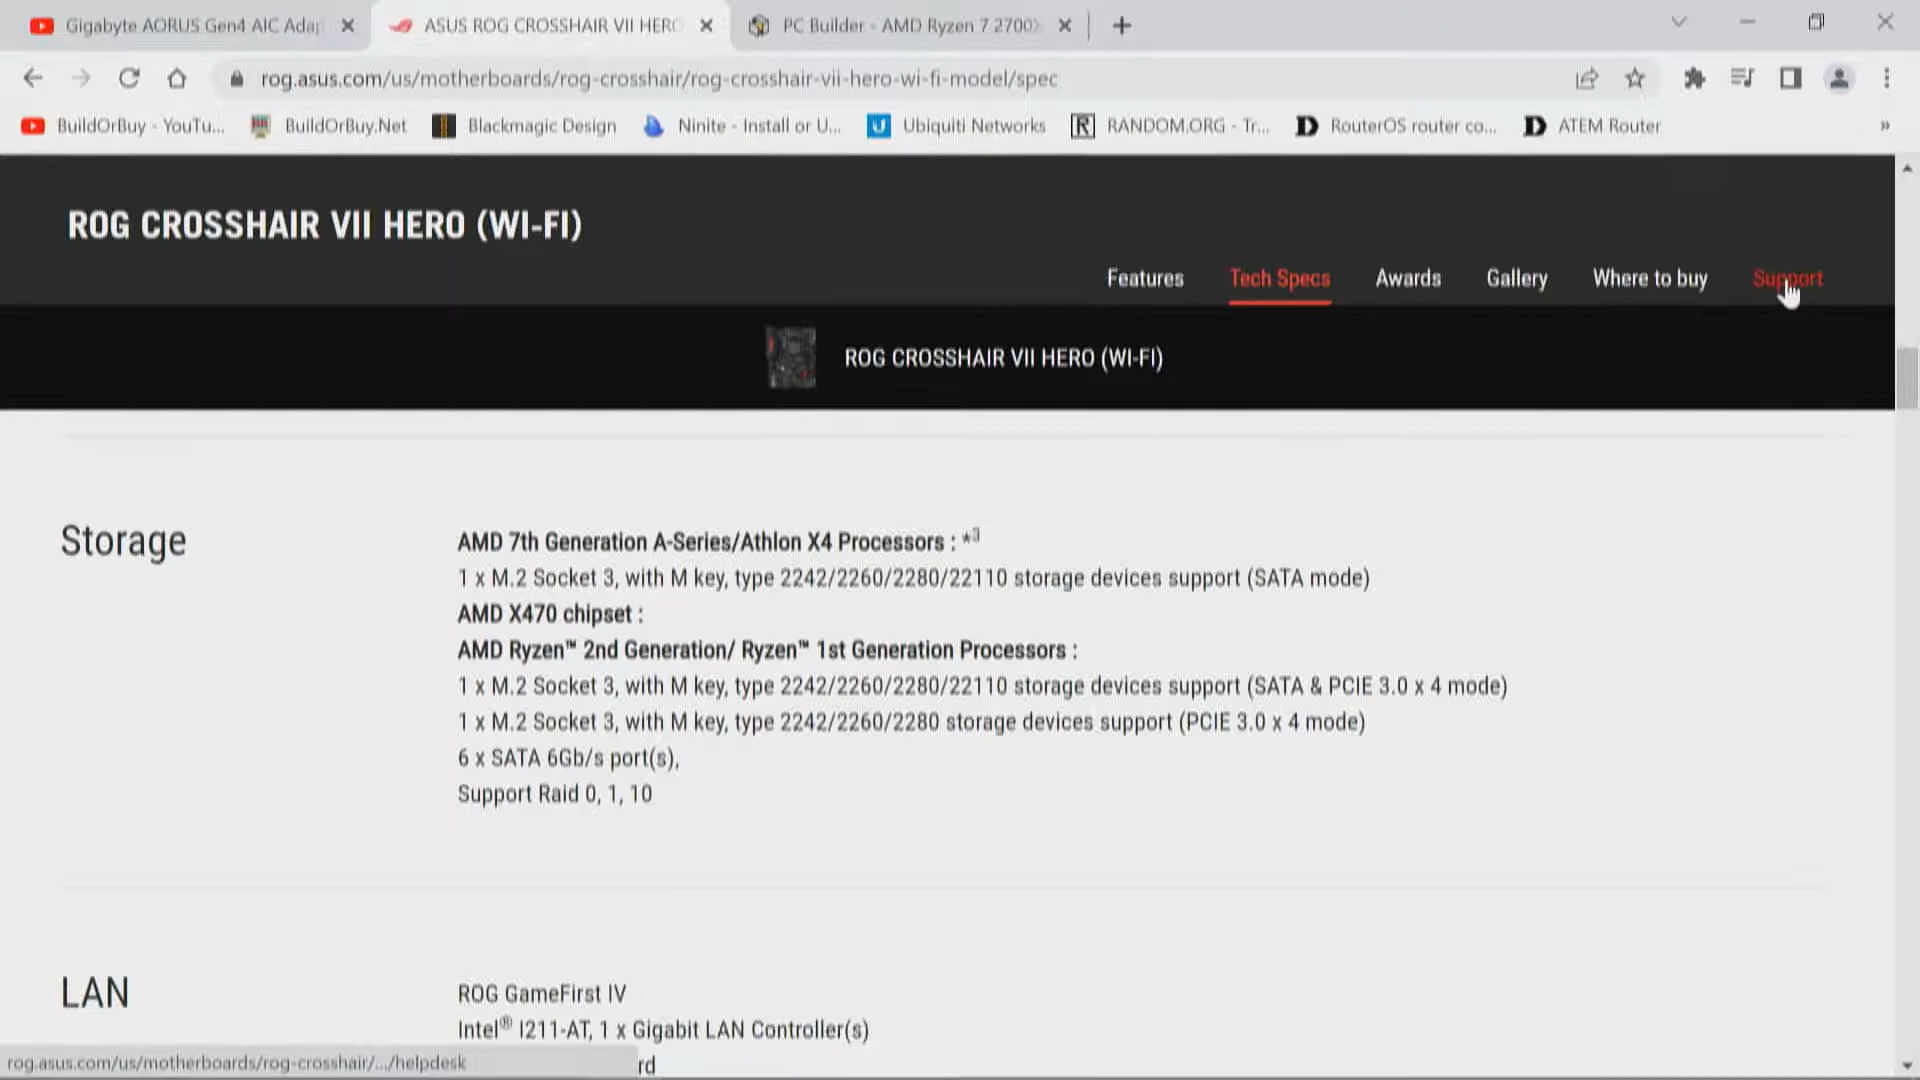 Gigabyte AORUS Gen4 AIC Adap
ASUS ROG CROSSHAIR VII HERO
PC Builder - AMD Ryzen 7 2700X
rog.asus.com/us/motherboards/rog-crosshair/rog-crosshair-vii-hero-wi-fi-model/spec
BuildOrBuy - YouTu...
BuildOrBuy.Net
Blackmagic Design
Ninite - Install or U...
U
Ubiquiti Networks
R
RANDOM.ORG - Tr...
D
RouterOS router co...
D
ATEM Router
»
ROG CROSSHAIR VII HERO (WI-FI)
Features
Tech Specs
Awards
Gallery
Where to buy
Support
ROG CROSSHAIR VII HERO (WI-FI)
Storage
AMD 7th Generation A-Series/Athlon X4 Processors : *3
1 x M.2 Socket 3, with M key, type 2242/2260/2280/22110 storage devices support (SATA mode)
AMD X470 chipset :
AMD Ryzen™ 2nd Generation/ Ryzen™ 1st Generation Processors :
1 x M.2 Socket 3, with M key, type 2242/2260/2280/22110 storage devices support (SATA & PCIE 3.0 x 4 mode)
1 x M.2 Socket 3, with M key, type 2242/2260/2280 storage devices support (PCIE 3.0 x 4 mode)
6 x SATA 6Gb/s port(s),
Support Raid 0, 1, 10
LAN
ROG GameFirst IV
Intel® I211-AT, 1 x Gigabit LAN Controller(s)
rd
rog.asus.com/us/motherboards/rog-crosshair/.../helpdesk